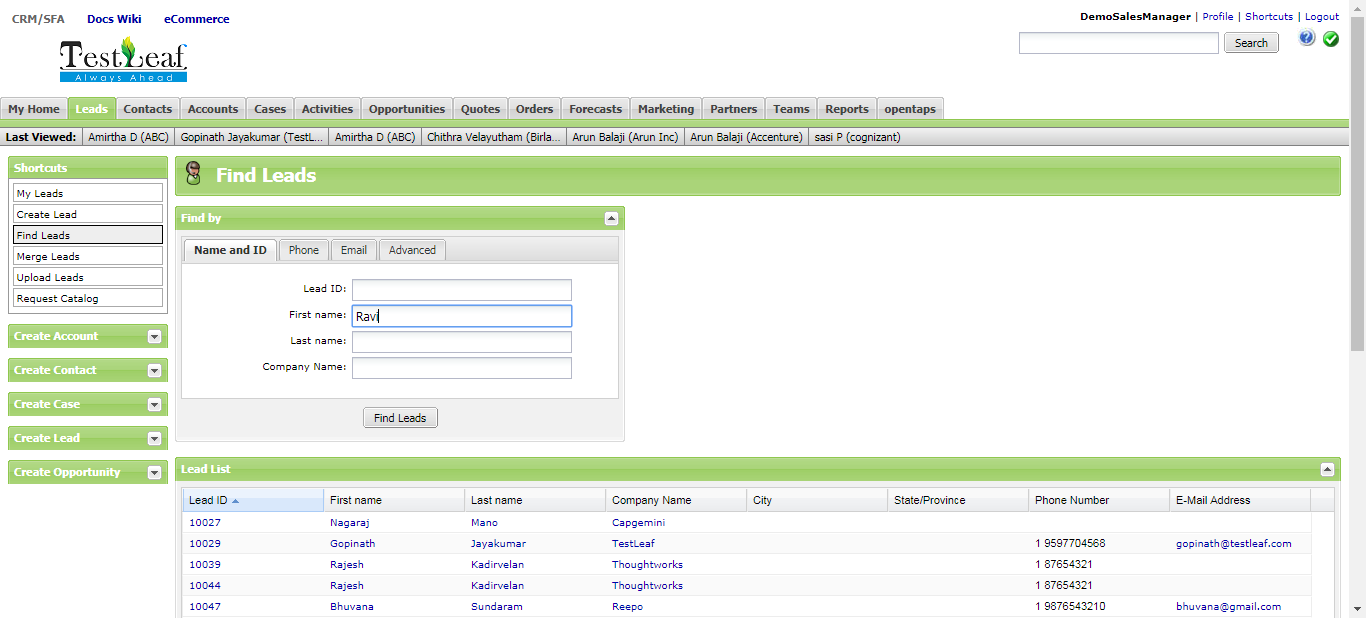 CRM/SFA Docs Wiki eCommerce
DemoSalesManager | Profile | Shortcuts | Logout
TestLeaf
Always Ahead
Search
My Home Leads Contacts Accounts Cases Activities Opportunities Quotes Orders Forecasts Marketing Partners Teams Reports opentaps
Last Viewed: Amirtha D (ABC) Gopinath Jayakumar (TestL... Amirtha D (ABC) Chithra Velayutham (Birla... Arun Balaji (Arun Inc) Arun Balaji (Accenture) sasi P (cognizant)
Shortcuts
My Leads
Create Lead
Find Leads
Merge Leads
Upload Leads
Request Catalog
Create Account
Create Contact
Create Case
Create Lead
Create Opportunity
Find Leads
Find by
Name and ID Phone Email Advanced
Lead ID:
First name: Ravi
Last name:
Company Name:
Find Leads
Lead List
Lead ID First name Last name Company Name City State/Province Phone Number E-Mail Address
10027 Nagaraj Mano Capgemini
10029 Gopinath Jayakumar TestLeaf 1 9597704568 gopinath@testleaf.com
10039 Rajesh Kadirvelan Thoughtworks 1 87654321
10044 Rajesh Kadirvelan Thoughtworks 1 87654321
10047 Bhuvana Sundaram Reepo 1 9876543210 bhuvana@gmail.com